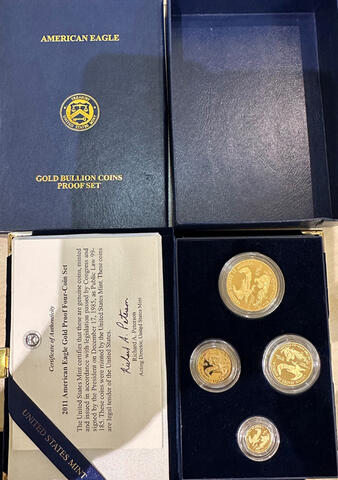 AMERICAN EAGLE
GOLD BULLION COINS
PROOF SET
Certificate of Authenticity
2011 American Eagle Gold Proof Four-Coin Set
The United States Mint certifies that these are genuine coins, minted
and issued in accordance with legislation passed by Congress and
signed by the President on December 17, 1985, as Public Law 99-
185. These coins were minted by the United States Mint. These coins
are legal tender of the United States.
Richard A. Peterson
Richard A. Peterson
Acting Director, United States Mint
UNITED STATES MINT